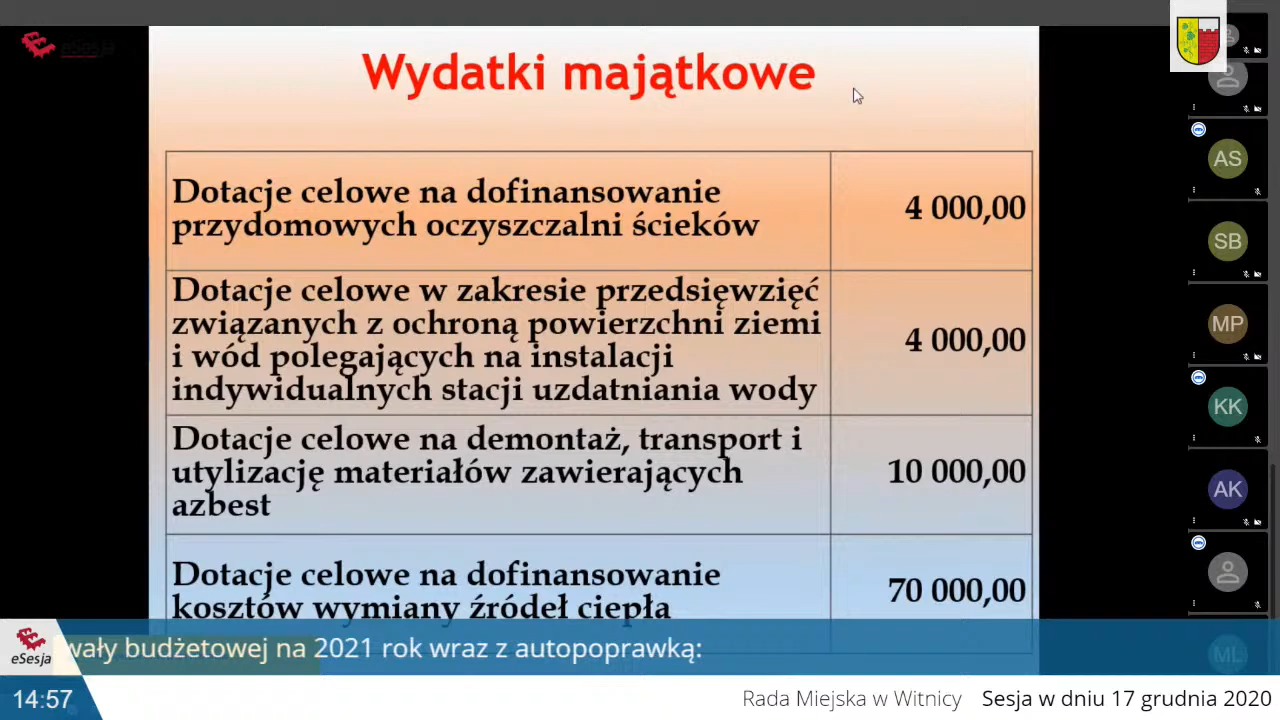 eSesja
Wydatki majątkowe
Dotacje celowe na dofinansowanie
przydomowych oczyszczalni ścieków
4 000,00
Dotacje celowe w zakresie przedsięwzięć
związanych z ochroną powierzchni ziemi
i wód polegających na instalacji
indywidualnych stacji uzdatniania wody
4 000,00
Dotacje celowe na demontaż, transport i
utylizację materiałów zawierających
azbest
10 000,00
Dotacje celowe na dofinansowanie
kosztów wymiany źródeł ciepła
70 000,00
AS
SB
MP
KK
AK
ML
eSesja
wały budżetowej na 2021 rok wraz z autopoprawką:
14:57
Rada Miejska w Witnicy
Sesja w dniu 17 grudnia 2020